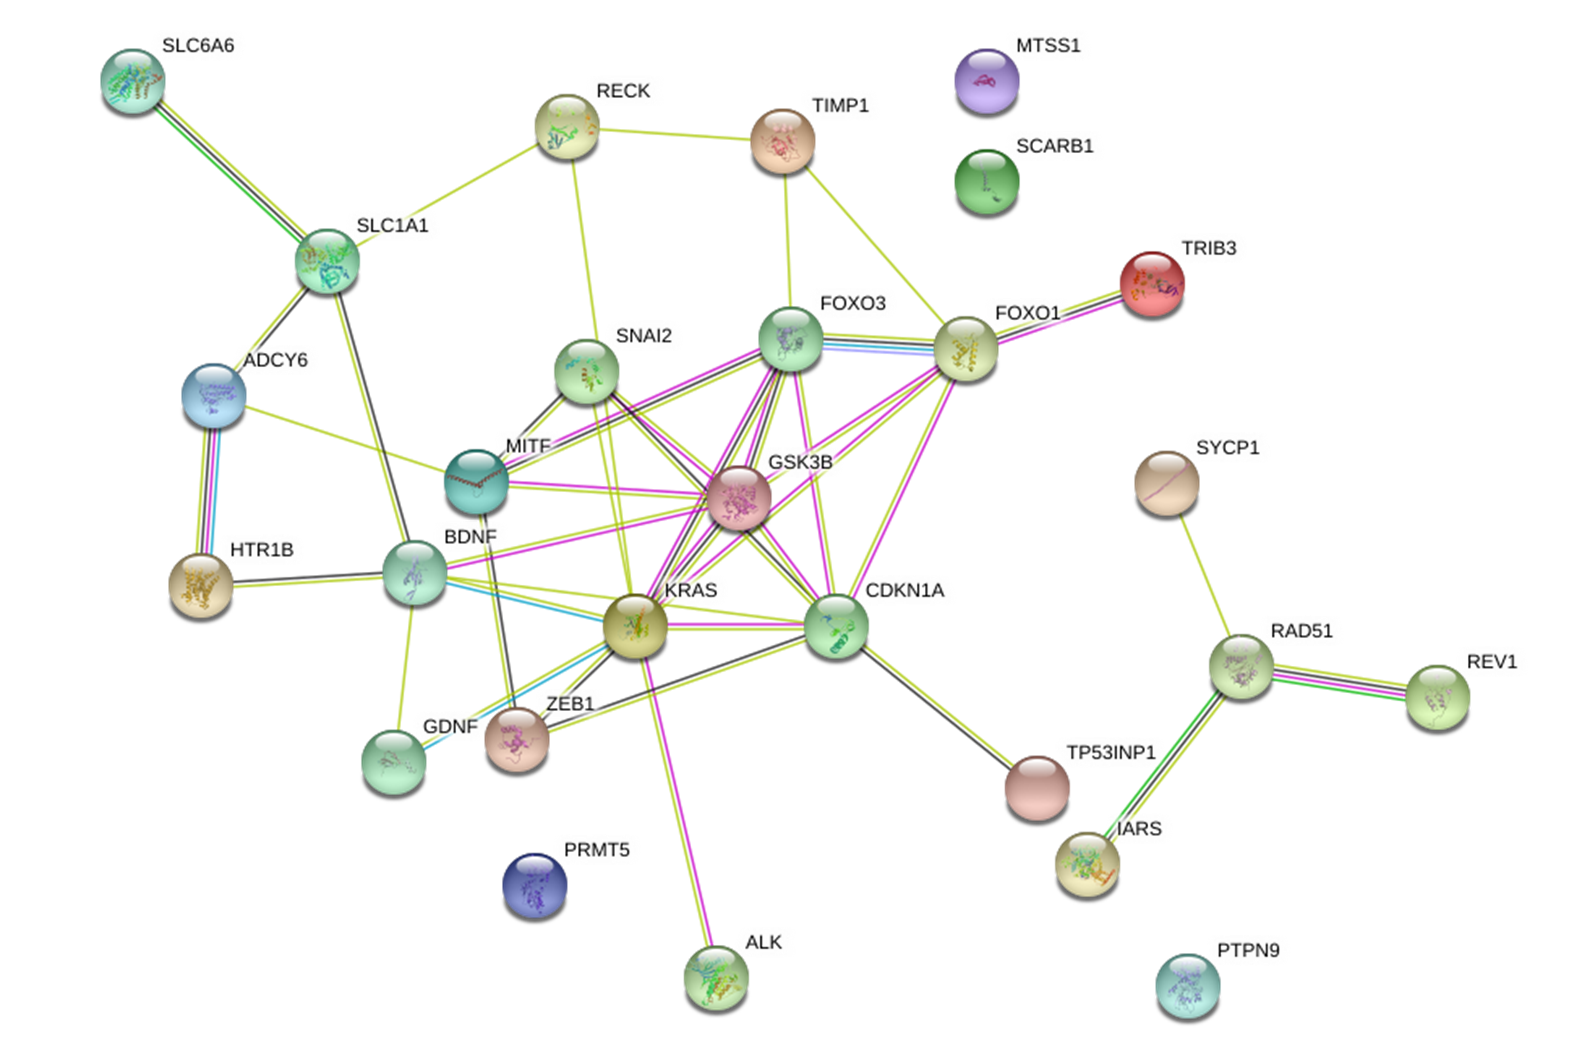 SLC6A6
MTSS1
RECK
TIMP1
SCARB1
SLC1A1
TRIB3
FOXO3
FOXO1
SNAI2
ADCY6
MITF
SYCP1
GSK3B
BDNF
HTR1B
KRAS
CDKN1A
RAD51
REV1
ZEB1
GDNF
TP53INP1
IARS
PRMT5
ALK
PTPN9